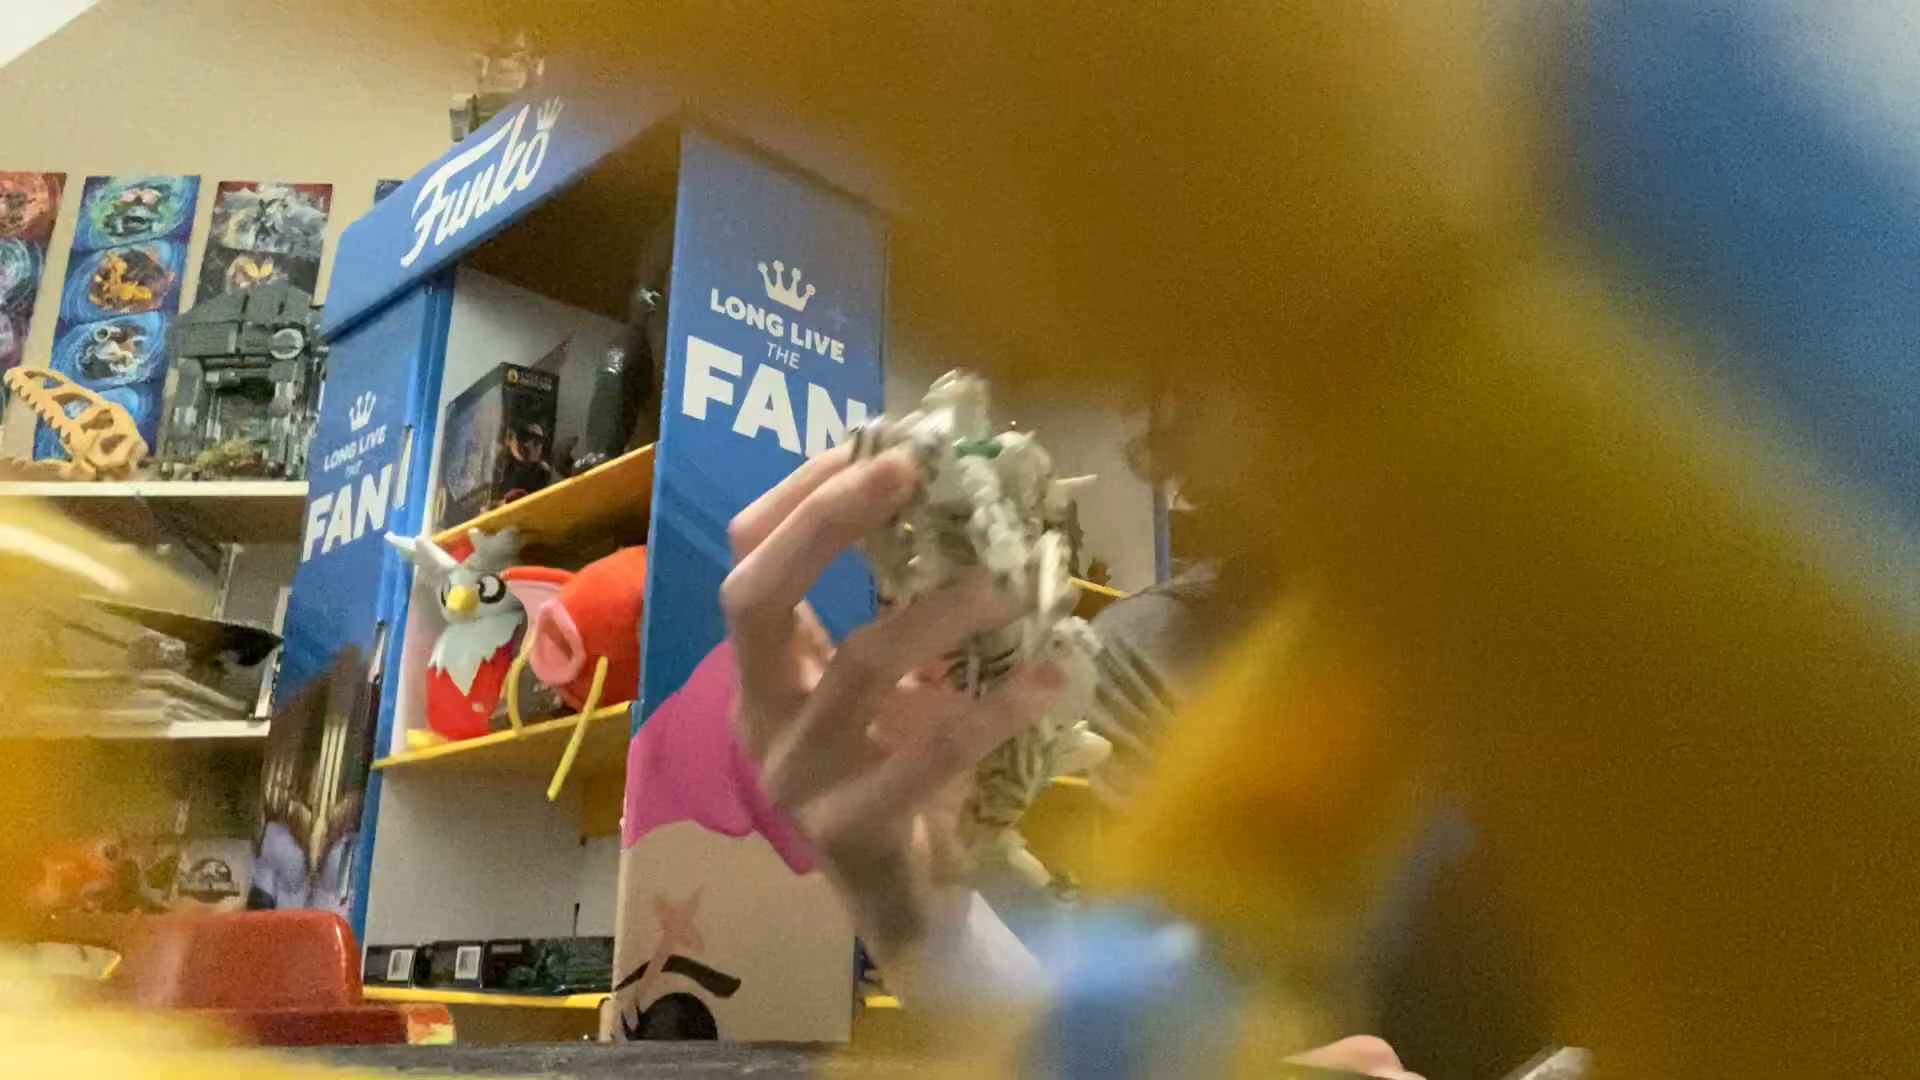 Funko
LONG LIVE
THE
FAN
LONG LIVE
THE
FAN